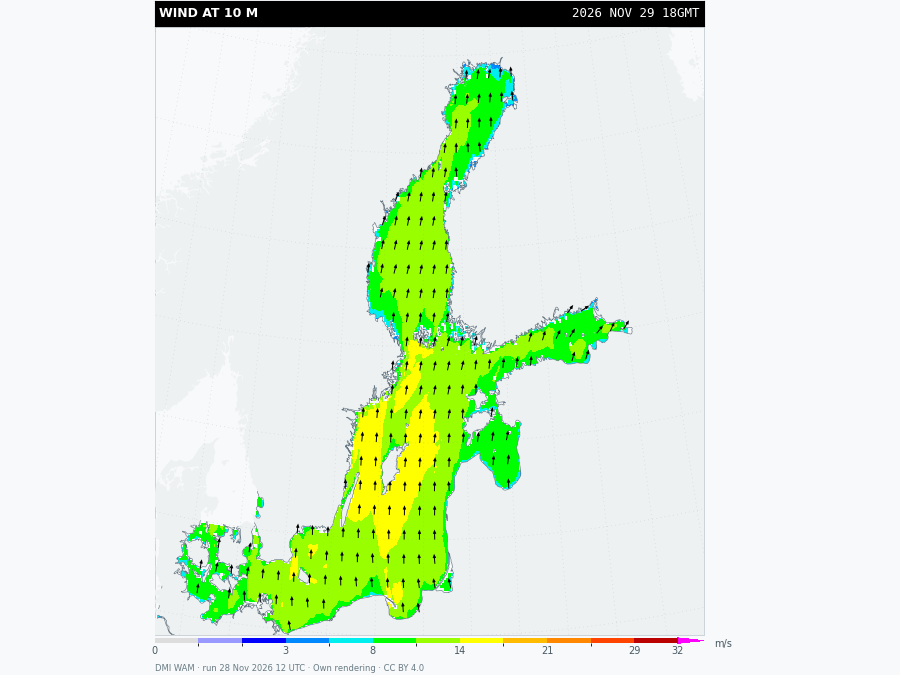 WIND AT 10 M 2026 NOV 29 18GMT
0 3 8 14 21 29 32 m/s
DMI WAM · run 28 Nov 2026 12 UTC · Own rendering · CC BY 4.0